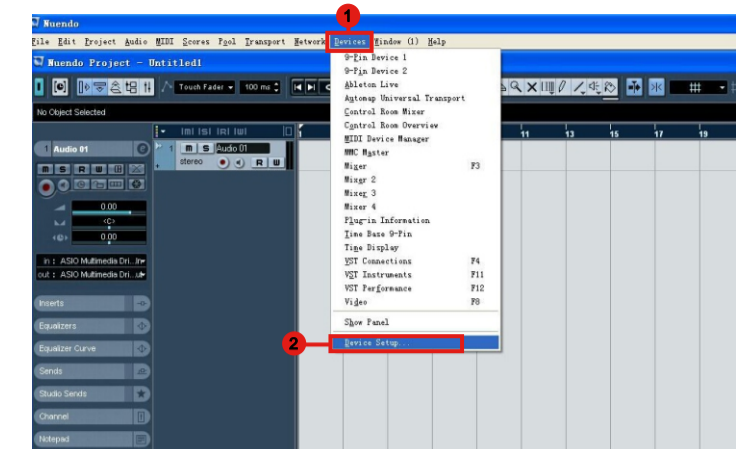 1
Nuendo
File Edit Project Audio MIDI Scores Pool Transport Network Devices Window (1) Help
Nuendo Project - Untitled1
Touch Fader 100 ms
No Object Selected
1 Audio 01
M S R W
0.00
<C>
0.00
in : ASIO Multimedia Dri...
out : ASIO Multimedia Dri...
Inserts
Equalizers
Equalizer Curve
Sends
Studio Sends
Channel
Notepad
M S R W
1 M S Audio 01
stereo R W
9-Pin Device 1
9-Pin Device 2
Ableton Live
Automap Universal Transport
Control Room Mixer
Control Room Overview
MIDI Device Manager
MMC Master
Mixer F3
Mixer 2
Mixer 3
Mixer 4
Plug-in Information
Time Base 9-Pin
Time Display
VST Connections F4
VST Instruments F11
VST Performance F12
Video F8
Show Panel
2
Device Setup...
11 13 15 17 19